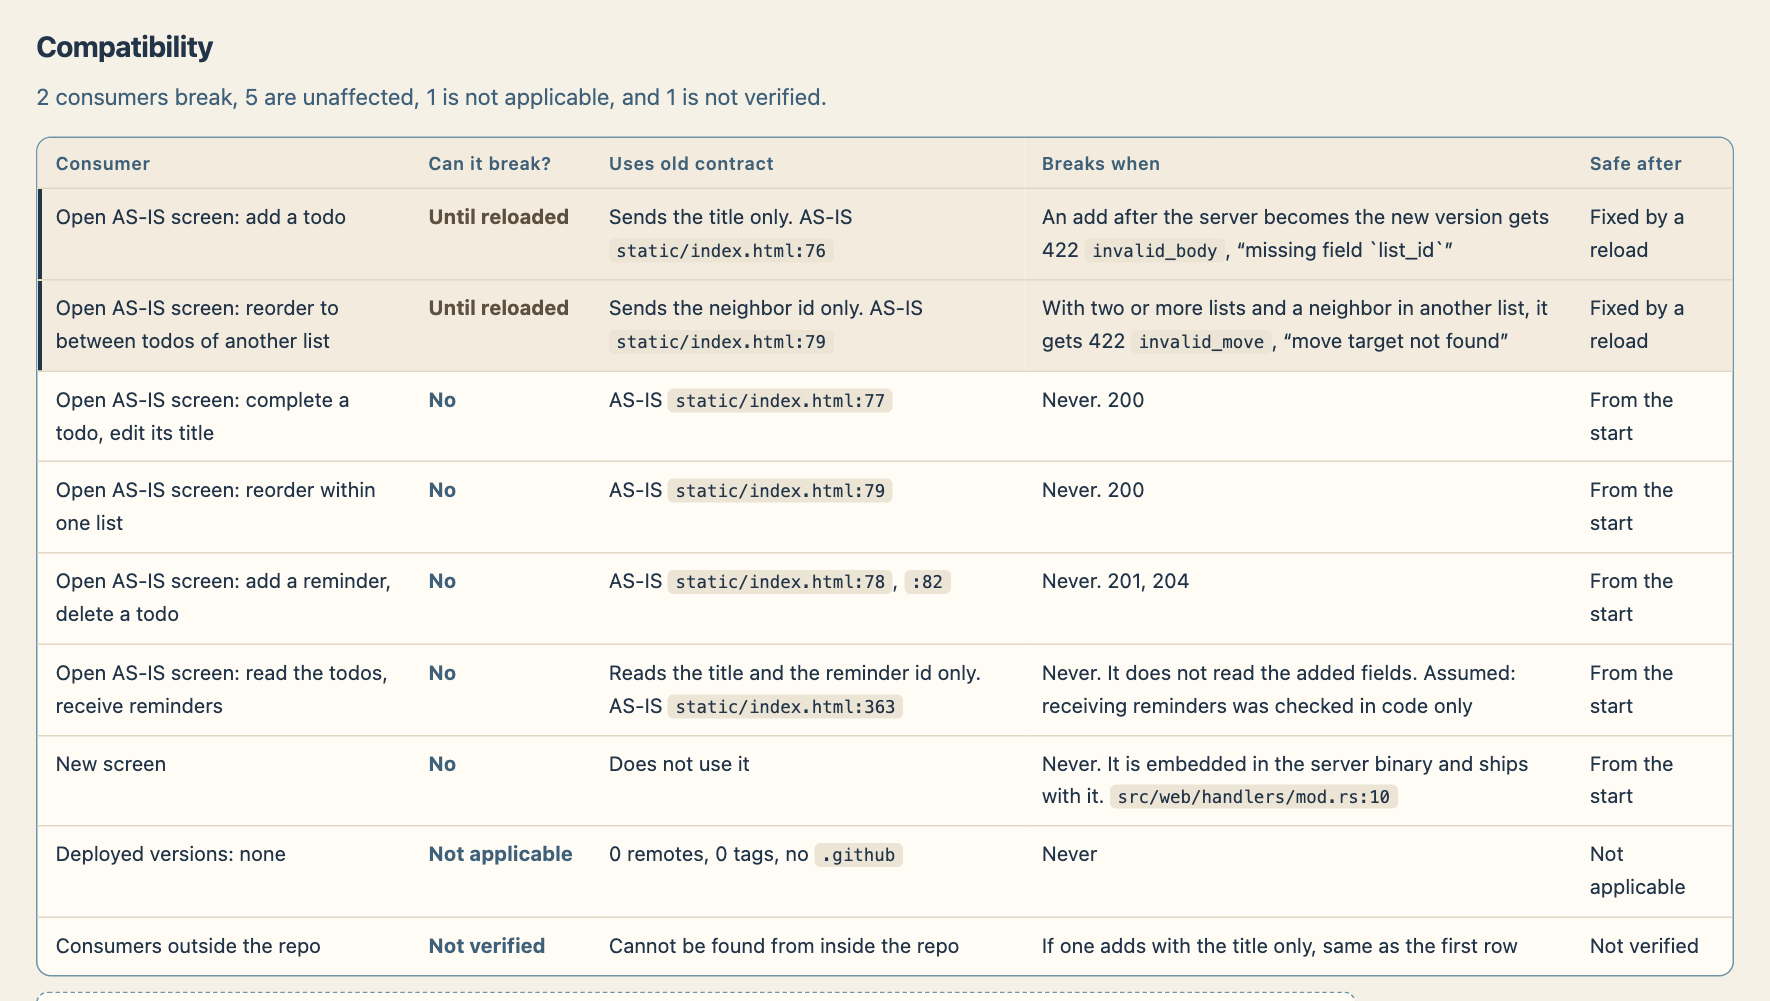 Compatibility
2 consumers break, 5 are unaffected, 1 is not applicable, and 1 is not verified.
Consumer Can it break? Uses old contract Breaks when Safe after
Open AS-IS screen: add a todo Until reloaded Sends the title only. AS-IS An add after the server becomes the new version gets Fixed by a
static/index.html:76 422 invalid_body, “missing field `list_id`” reload
Open AS-IS screen: reorder to Until reloaded Sends the neighbor id only. AS-IS With two or more lists and a neighbor in another list, it Fixed by a
between todos of another list static/index.html:79 gets 422 invalid_move, “move target not found” reload
Open AS-IS screen: complete a No AS-IS static/index.html:77 Never. 200 From the
todo, edit its title start
Open AS-IS screen: reorder within No AS-IS static/index.html:79 Never. 200 From the
one list start
Open AS-IS screen: add a reminder, No AS-IS static/index.html:78, :82 Never. 201, 204 From the
delete a todo start
Open AS-IS screen: read the todos, No Reads the title and the reminder id only. Never. It does not read the added fields. Assumed: From the
receive reminders AS-IS static/index.html:363 receiving reminders was checked in code only start
New screen No Does not use it Never. It is embedded in the server binary and ships From the
with it. src/web/handlers/mod.rs:10 start
Deployed versions: none Not applicable 0 remotes, 0 tags, no .github Never Not
applicable
Consumers outside the repo Not verified Cannot be found from inside the repo If one adds with the title only, same as the first row Not verified